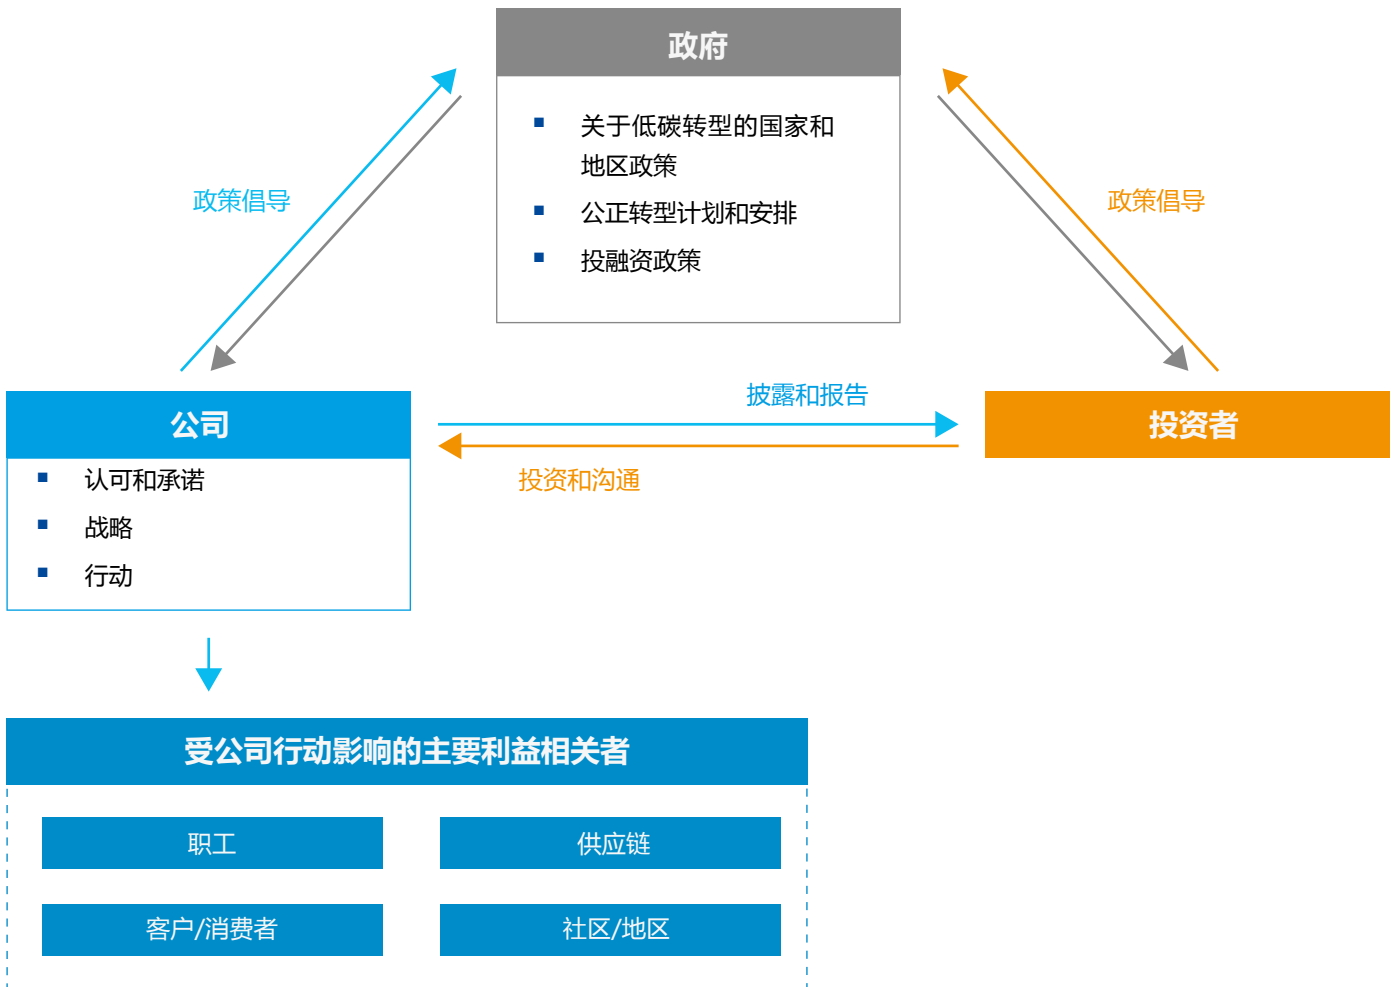 政府
关于低碳转型的国家和
地区政策
公正转型计划和安排
投融资政策
政策倡导
政策倡导
公司
认可和承诺
战略
行动
披露和报告
投资和沟通
投资者
受公司行动影响的主要利益相关者
职工
供应链
客户/消费者
社区/地区